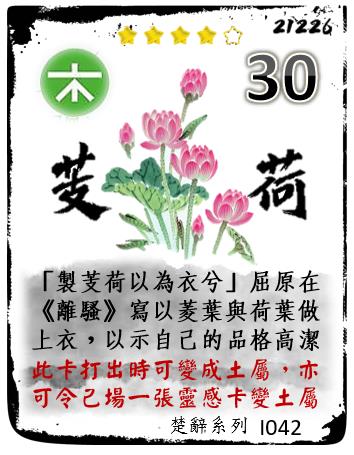 21226
木
30
芰荷
「製芰荷以為衣兮」屈原在
《離騷》寫以菱葉與荷葉做
上衣，以示自己的品格高潔
此卡打出時可變成土屬，亦
可令己場一張靈感卡變土屬
楚辭系列 I042